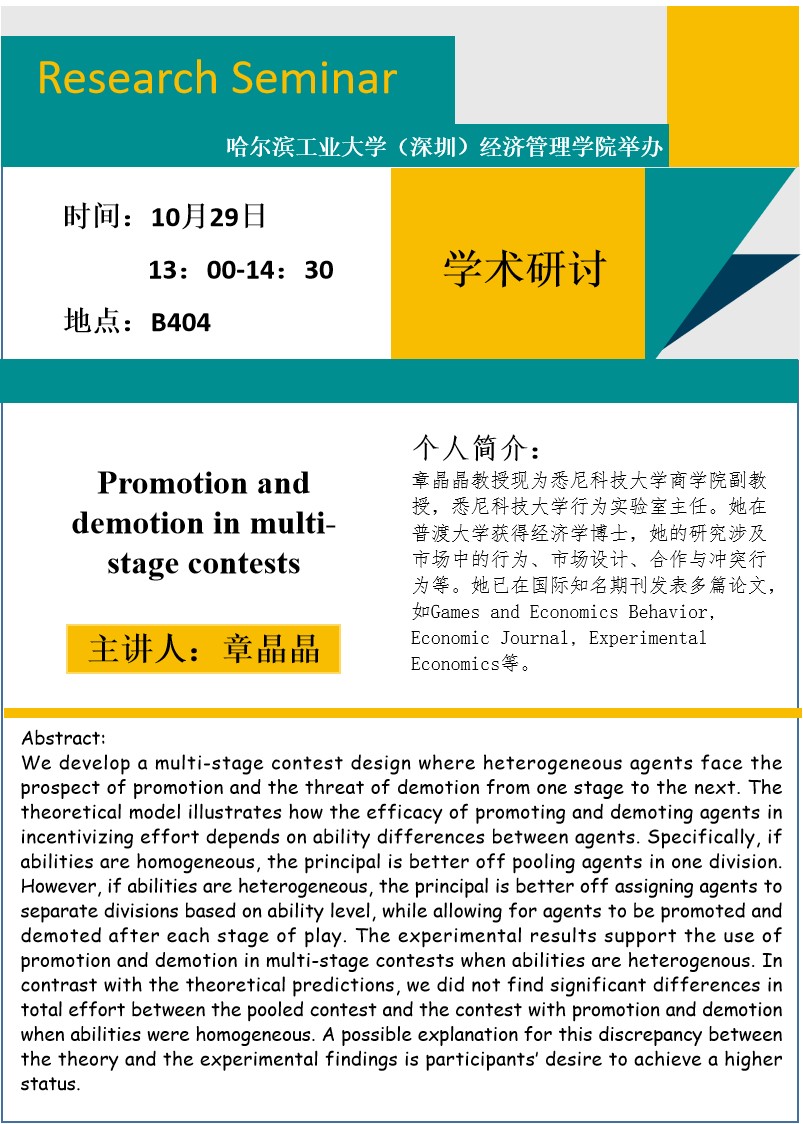 Research Seminar
哈尔滨工业大学（深圳）经济管理学院举办
时间：10月29日
13：00-14：30
地点：B404
学术研讨
Promotion and
demotion in multi-
stage contests
主讲人：章晶晶
个人简介：
章晶晶教授现为悉尼科技大学商学院副教
授，悉尼科技大学行为实验室主任。她在
普渡大学获得经济学博士，她的研究涉及
市场中的行为、市场设计、合作与冲突行
为等。她已在国际知名期刊发表多篇论文，
如Games and Economics Behavior,
Economic Journal, Experimental
Economics等。
Abstract:
We develop a multi-stage contest design where heterogeneous agents face the
prospect of promotion and the threat of demotion from one stage to the next. The
theoretical model illustrates how the efficacy of promoting and demoting agents in
incentivizing effort depends on ability differences between agents. Specifically, if
abilities are homogeneous, the principal is better off pooling agents in one division.
However, if abilities are heterogeneous, the principal is better off assigning agents to
separate divisions based on ability level, while allowing for agents to be promoted and
demoted after each stage of play. The experimental results support the use of
promotion and demotion in multi-stage contests when abilities are heterogenous. In
contrast with the theoretical predictions, we did not find significant differences in
total effort between the pooled contest and the contest with promotion and demotion
when abilities were homogeneous. A possible explanation for this discrepancy between
the theory and the experimental findings is participants’ desire to achieve a higher
status.